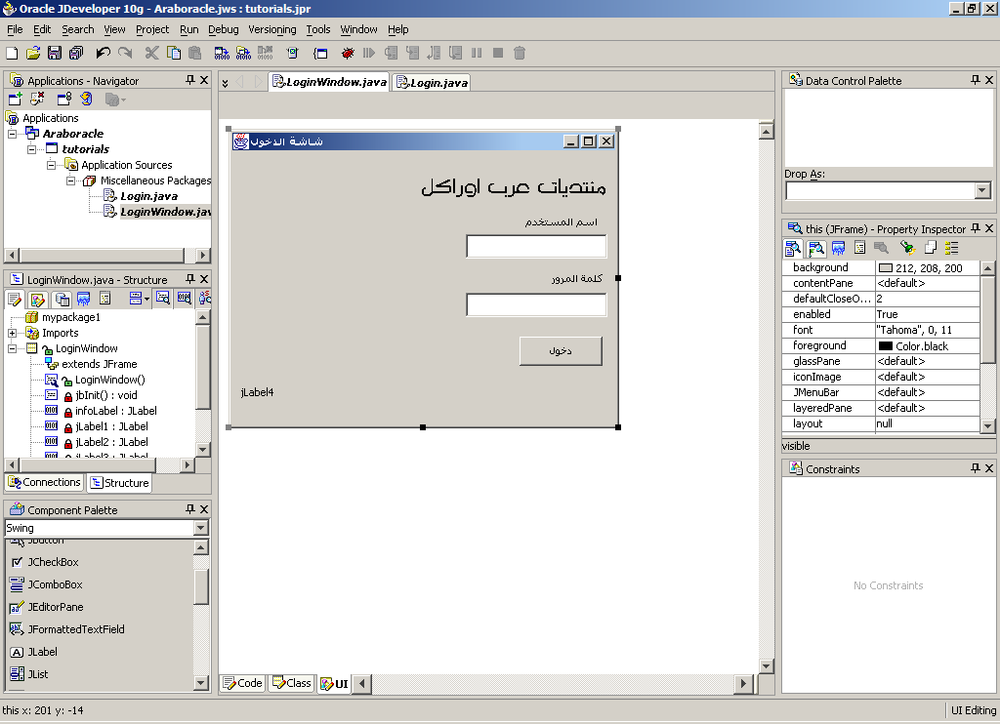 Oracle JDeveloper 10g - Araboracle.jws : tutorials.jpr
File Edit Search View Project Run Debug Versioning Tools Window Help
Applications - Navigator
Applications
Araboracle
tutorials
Application Sources
Miscellaneous Packages
Login.java
LoginWindow.jav
LoginWindow.java - Structure
mypackage1
Imports
LoginWindow
extends JFrame
LoginWindow()
jbInit() : void
infoLabel : JLabel
jLabel1 : JLabel
jLabel2 : JLabel
jLabel3 : JLabel
Connections Structure
Component Palette
Swing
JButton
JCheckBox
JComboBox
JEditorPane
JFormattedTextField
JLabel
JList
LoginWindow.java Login.java
شاشة الدخول
منتديات عرب اوراكل
اسم المستخدم
كلمة المرور
دخول
jLabel4
Code Class UI
Data Control Palette
Drop As:
this (JFrame) - Property Inspector
background 212, 208, 200
contentPane <default>
defaultCloseO... 2
enabled True
font "Tahoma", 0, 11
foreground Color.black
glassPane <default>
iconImage <default>
JMenuBar <default>
layeredPane <default>
layout null
visible
Constraints
No Constraints
this x: 201 y: -14
UI Editing